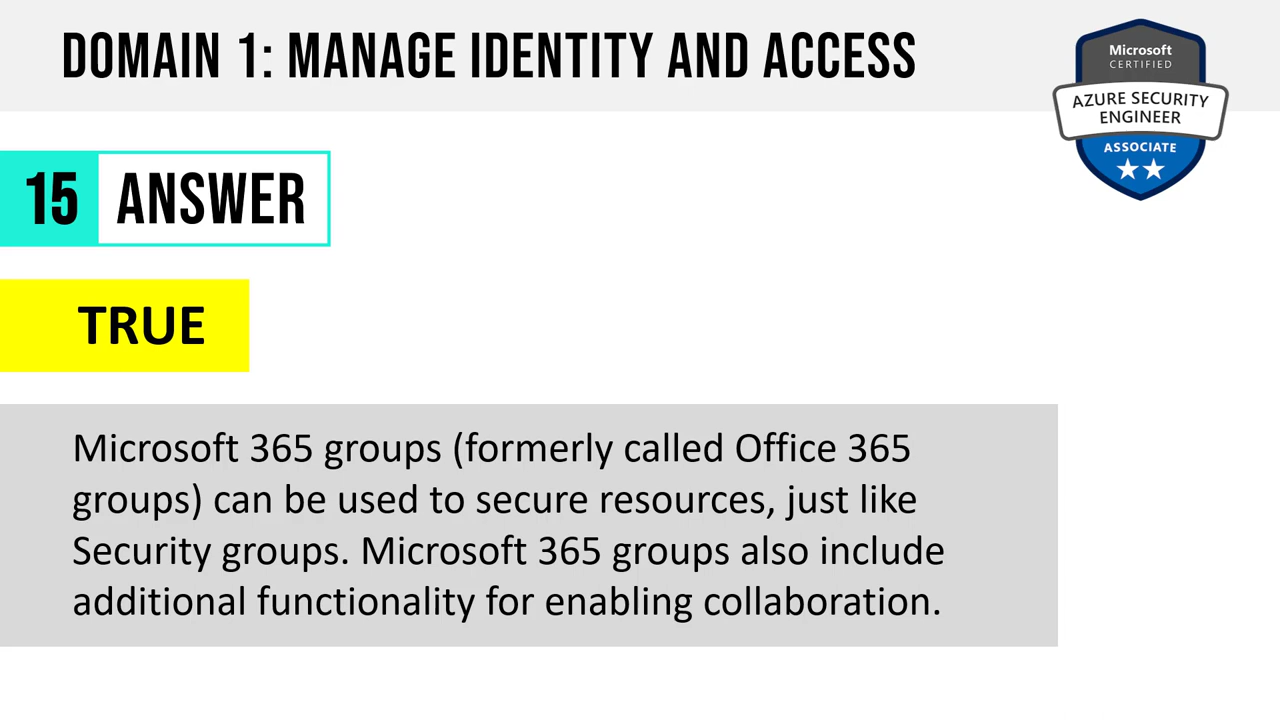 DOMAIN 1: MANAGE IDENTITY AND ACCESS
Microsoft
CERTIFIED
AZURE SECURITY
ENGINEER
ASSOCIATE
15 ANSWER
TRUE
Microsoft 365 groups (formerly called Office 365
groups) can be used to secure resources, just like
Security groups. Microsoft 365 groups also include
additional functionality for enabling collaboration.